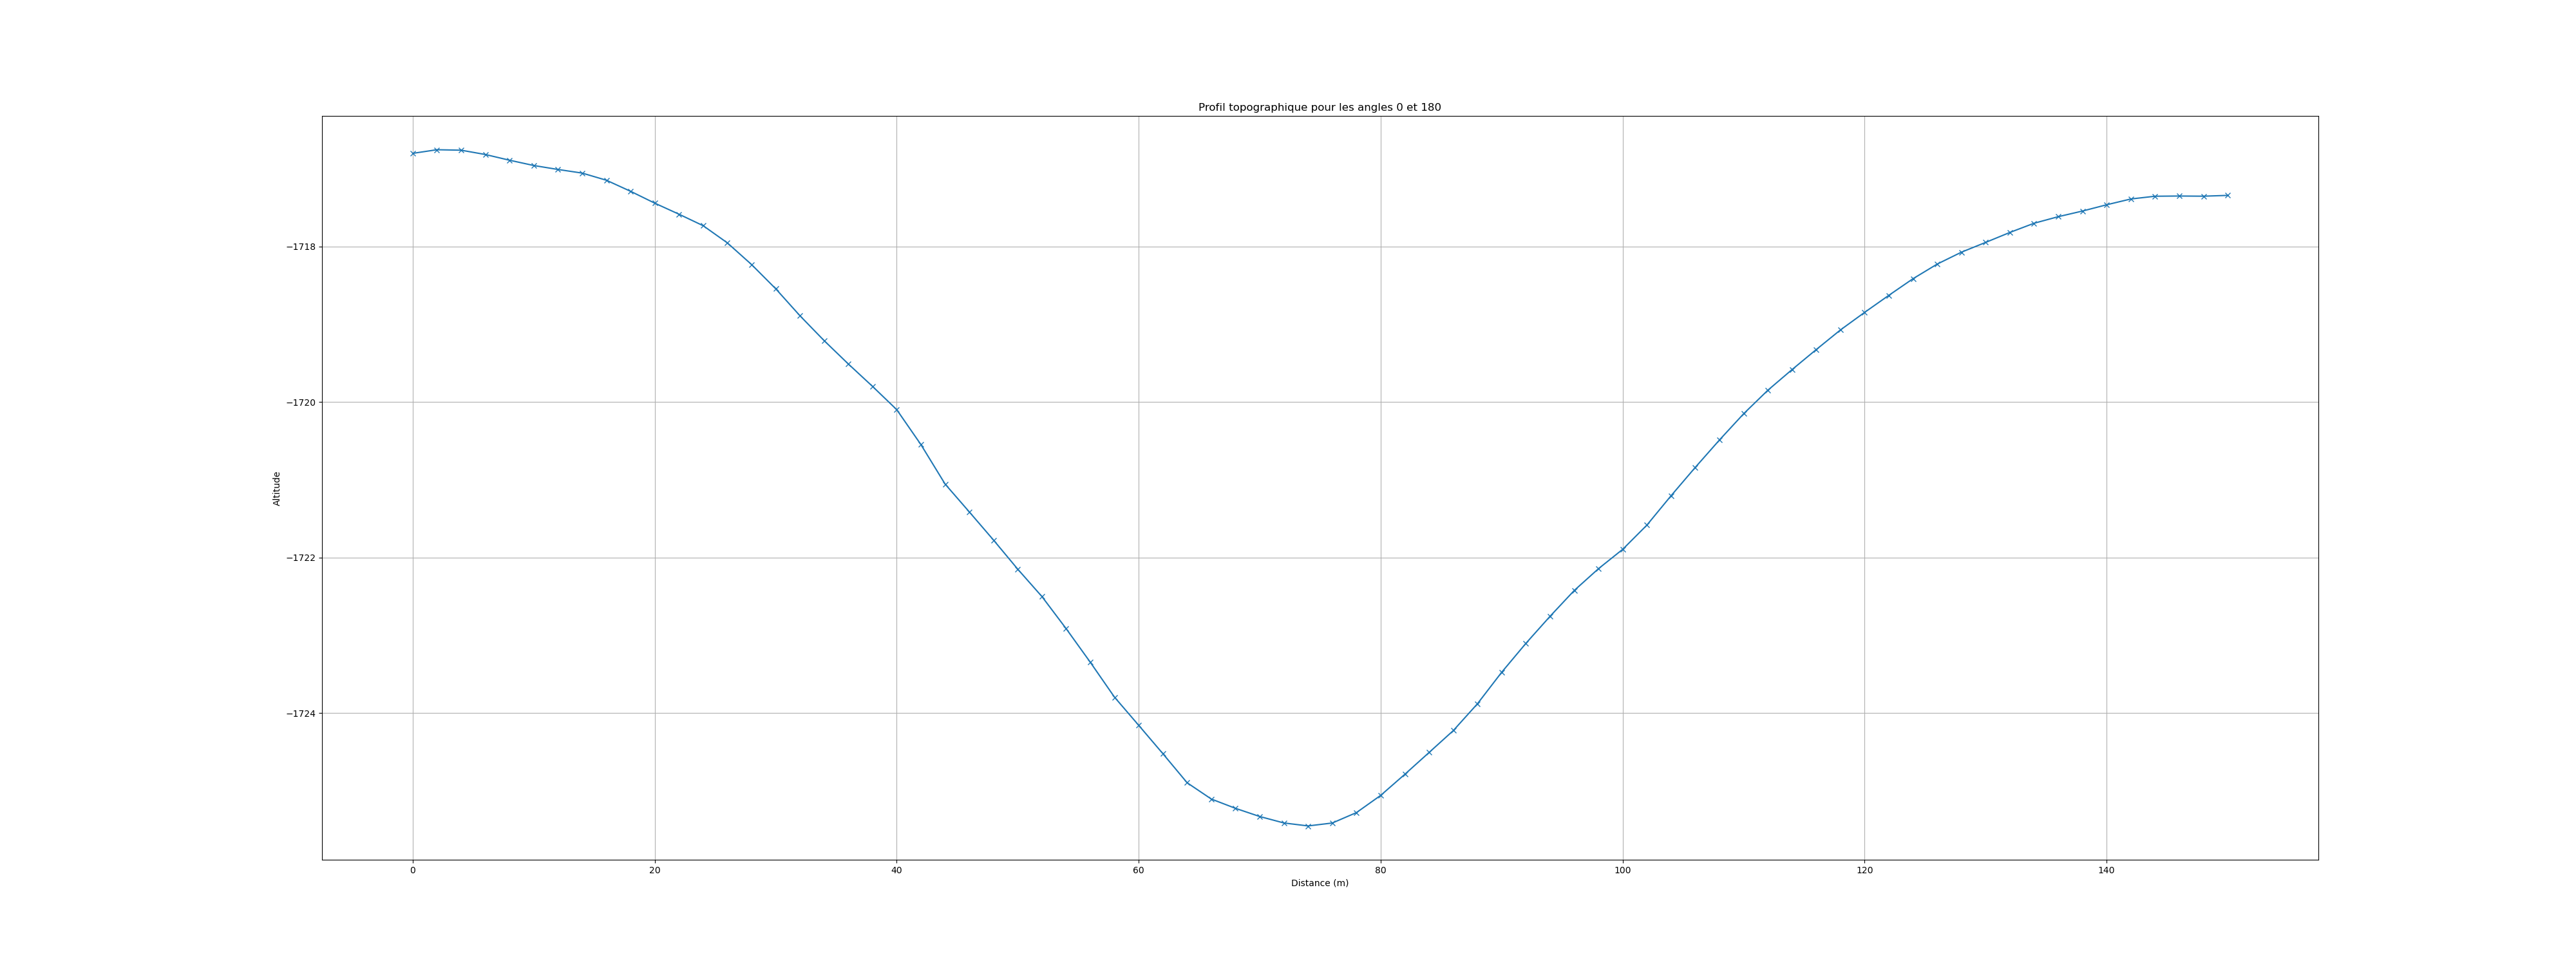 Profil topographique pour les angles 0 et 180
−1718
−1720
Altitude
−1722
−1724
0 20 40 60 80 100 120 140
Distance (m)